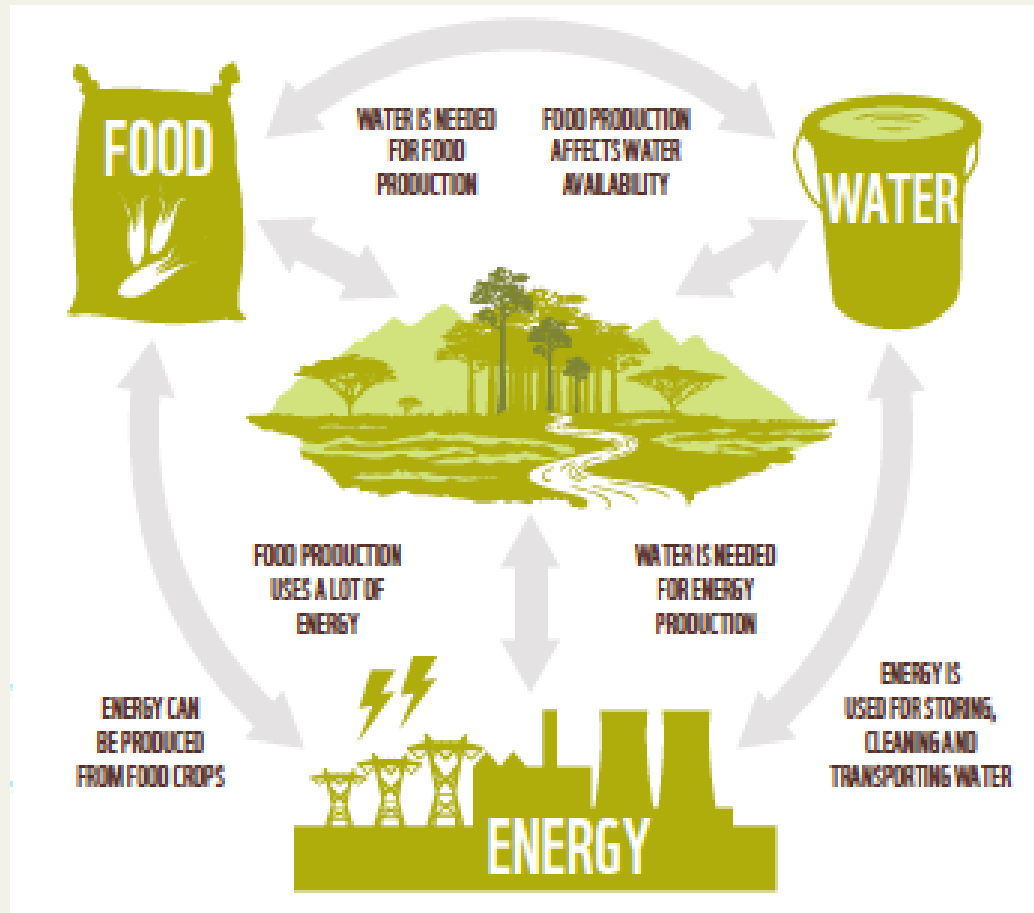 FOOD
WATER IS NEEDED
FOR FOOD
PRODUCTION
FOOD PRODUCTION
AFFECTS WATER
AVAILABILITY
WATER
FOOD PRODUCTION
USES A LOT OF
ENERGY
WATER IS NEEDED
FOR ENERGY
PRODUCTION
ENERGY CAN
BE PRODUCED
FROM FOOD CROPS
ENERGY IS
USED FOR STORING,
CLEANING AND
TRANSPORTING WATER
ENERGY